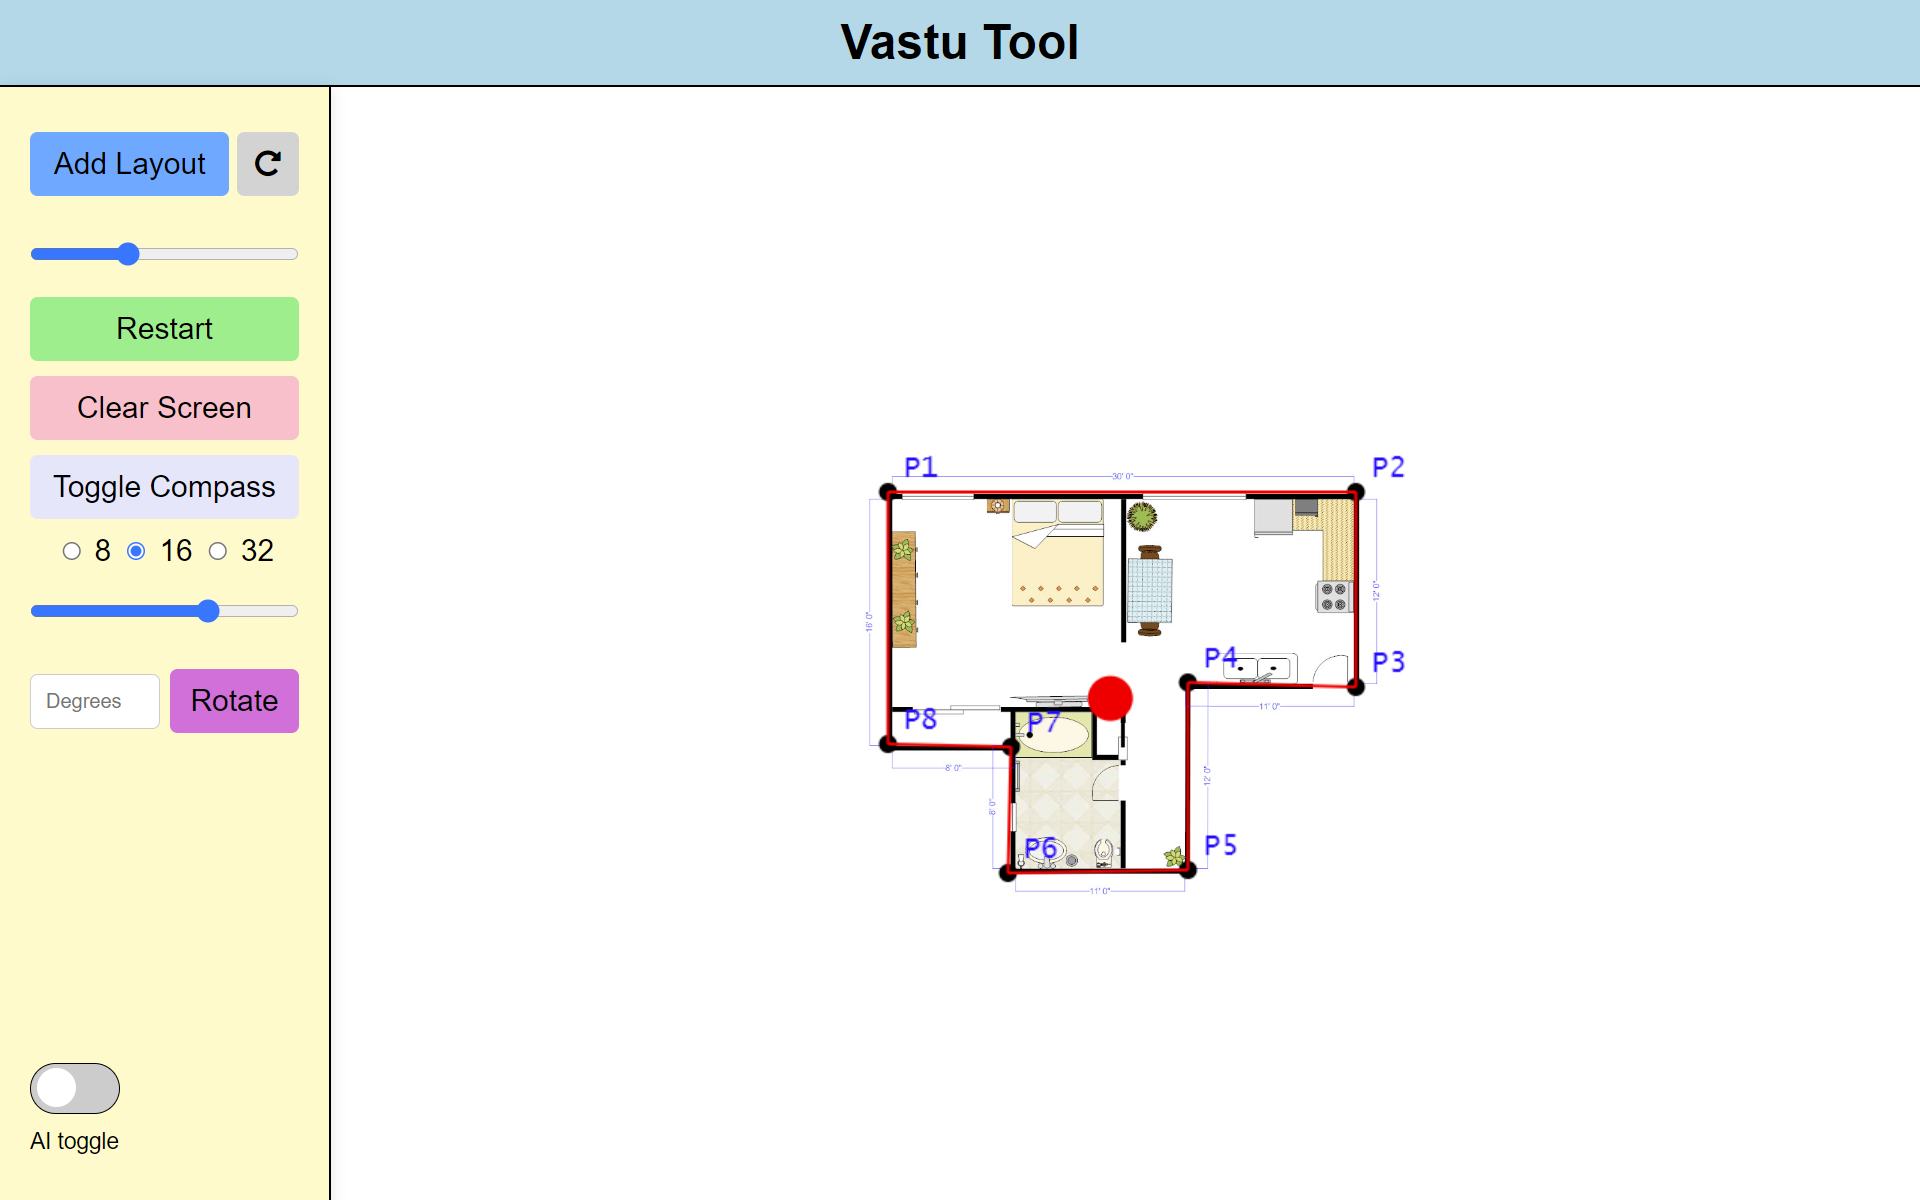 Vastu Tool
Add Layout
Restart
Clear Screen
Toggle Compass
8 16 32
Degrees Rotate
AI toggle
P1 30' 0" P2
16' 0" 12' 0"
P4 P3
11' 0"
P8 P7
8' 0" 12' 0"
8' 0"
P6 P5
11' 0"